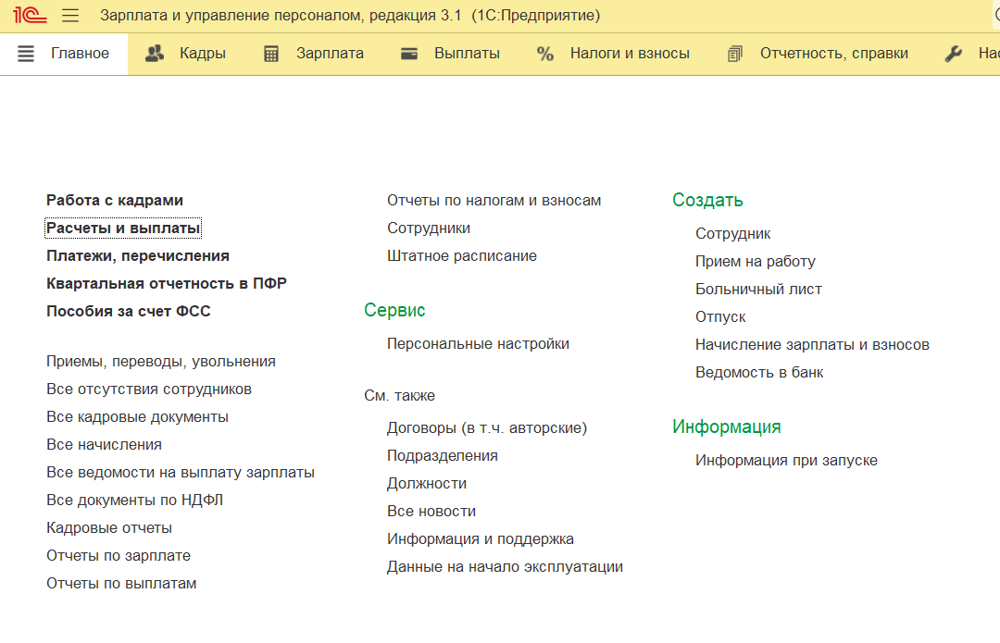 1С
Зарплата и управление персоналом, редакция 3.1 (1С:Предприятие)
Главное
Кадры
Зарплата
Выплаты
% Налоги и взносы
Отчетность, справки
Нас
Работа с кадрами
Расчеты и выплаты
Платежи, перечисления
Квартальная отчетность в ПФР
Пособия за счет ФСС
Приемы, переводы, увольнения
Все отсутствия сотрудников
Все кадровые документы
Все начисления
Все ведомости на выплату зарплаты
Все документы по НДФЛ
Кадровые отчеты
Отчеты по зарплате
Отчеты по выплатам
Отчеты по налогам и взносам
Сотрудники
Штатное расписание
Сервис
Персональные настройки
См. также
Договоры (в т.ч. авторские)
Подразделения
Должности
Все новости
Информация и поддержка
Данные на начало эксплуатации
Создать
Сотрудник
Прием на работу
Больничный лист
Отпуск
Начисление зарплаты и взносов
Ведомость в банк
Информация
Информация при запуске